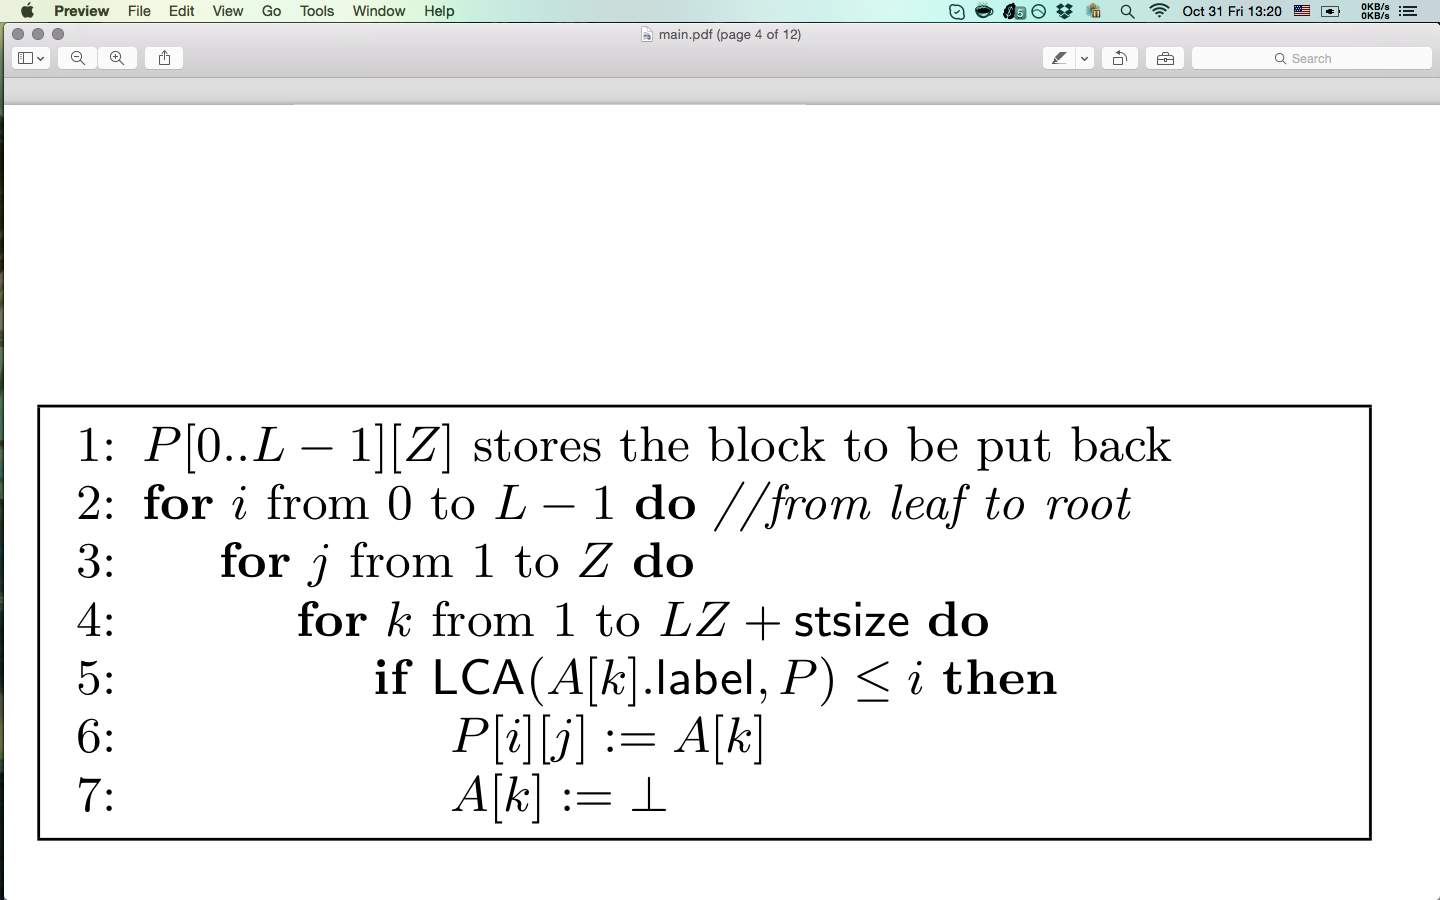 Preview File Edit View Go Tools Window Help 5 Oct 31 Fri 13:20 0KB/s 0KB/s
main.pdf (page 4 of 12)
Search
1: P[0..L − 1][Z] stores the block to be put back
2: for i from 0 to L − 1 do //from leaf to root
3: for j from 1 to Z do
4: for k from 1 to LZ + stsize do
5: if LCA(A[k].label, P) ≤ i then
6: P[i][j] := A[k]
7: A[k] := ⊥